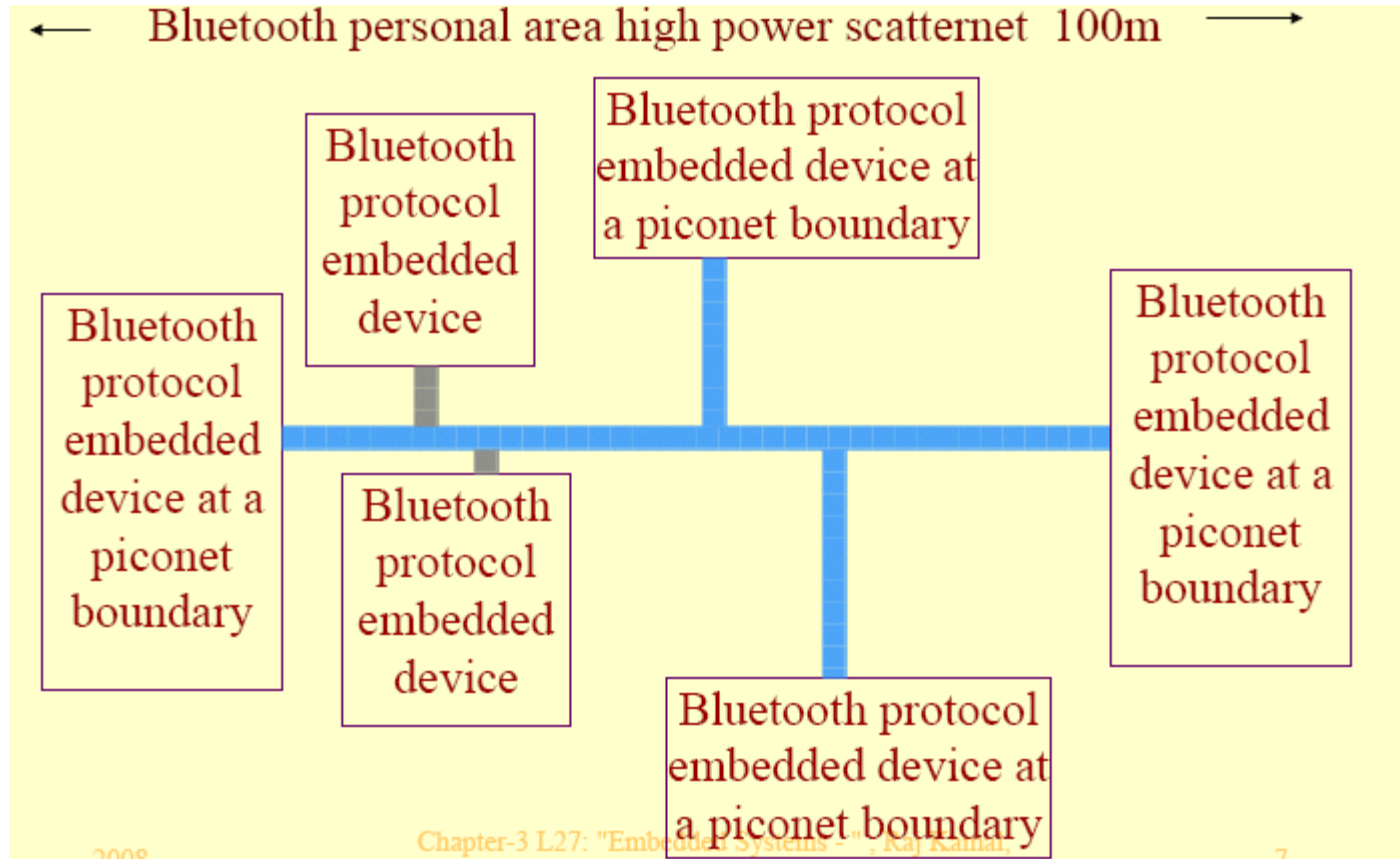 Bluetooth personal area high power scatternet 100m
Bluetooth
protocol
embedded
device
Bluetooth protocol
embedded device at
a piconet boundary
Bluetooth
protocol
embedded
device at a
piconet
boundary
Bluetooth
protocol
embedded
device at a
piconet
boundary
Bluetooth
protocol
embedded
device
Bluetooth protocol
embedded device at
a piconet boundary
Chapter-3 L27: "Embedded Systems - " , Raj Kamal,
2008
7